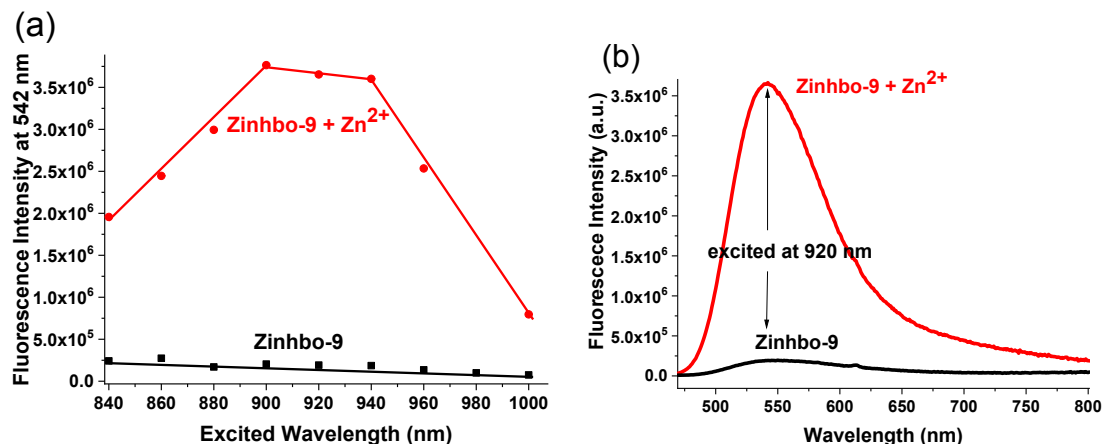 (a)
Fluorescence Intensity at 542 nm
3.5x10⁶
3.0x10⁶
2.5x10⁶
2.0x10⁶
1.5x10⁶
1.0x10⁶
5.0x10⁵
0.0
Zinhbo-9 + Zn²⁺
Zinhbo-9
840 860 880 900 920 940 960 980 1000
Excited Wavelength (nm)
(b)
Fluorescece Intensity (a.u.)
3.5x10⁶
3.0x10⁶
2.5x10⁶
2.0x10⁶
1.5x10⁶
1.0x10⁶
5.0x10⁵
0.0
Zinhbo-9 + Zn²⁺
excited at 920 nm
Zinhbo-9
500 550 600 650 700 750 800
Wavelength (nm)